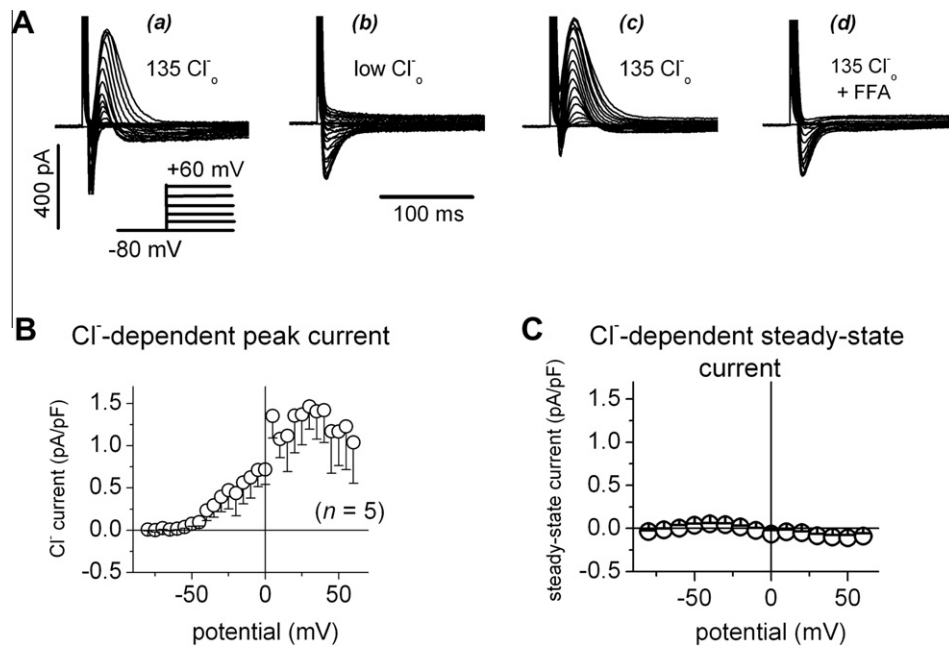 A (a) (b) (c) (d)
135 Cl⁻ₒ low Cl⁻ₒ 135 Cl⁻ₒ 135 Cl⁻ₒ
+ FFA
400 pA
+60 mV
-80 mV
100 ms
B Cl⁻-dependent peak current
Cl⁻ current (pA/pF)
1.5
1.0
0.5
0.0
-0.5
(n = 5)
-50 0 50
potential (mV)
C Cl⁻-dependent steady-state
current
steady-state current (pA/pF)
1.5
1.0
0.5
0.0
-0.5
-50 0 50
potential (mV)